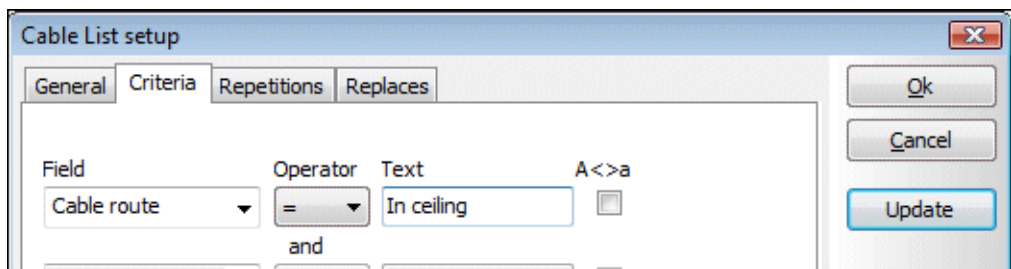 Cable List setup
General Criteria Repetitions Replaces
Ok
Cancel
Field Operator Text A<>a
Cable route = In ceiling
Update
and